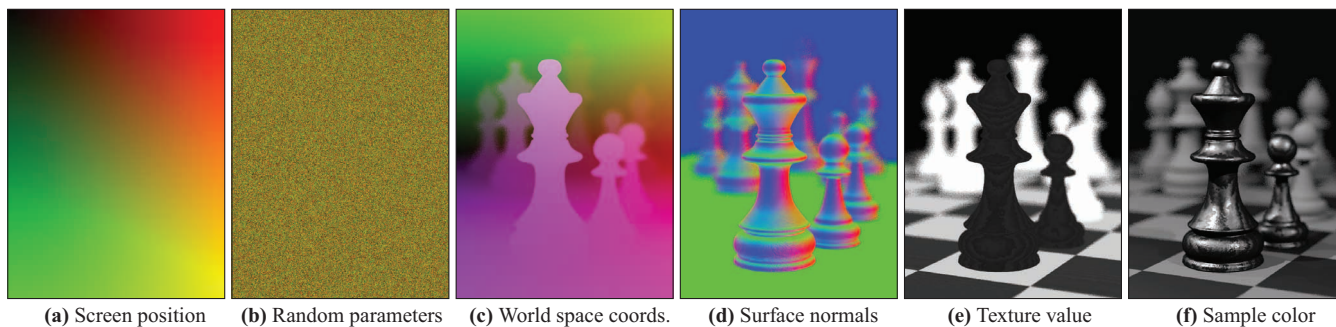 (a) Screen position
(b) Random parameters
(c) World space coords.
(d) Surface normals
(e) Texture value
(f) Sample color